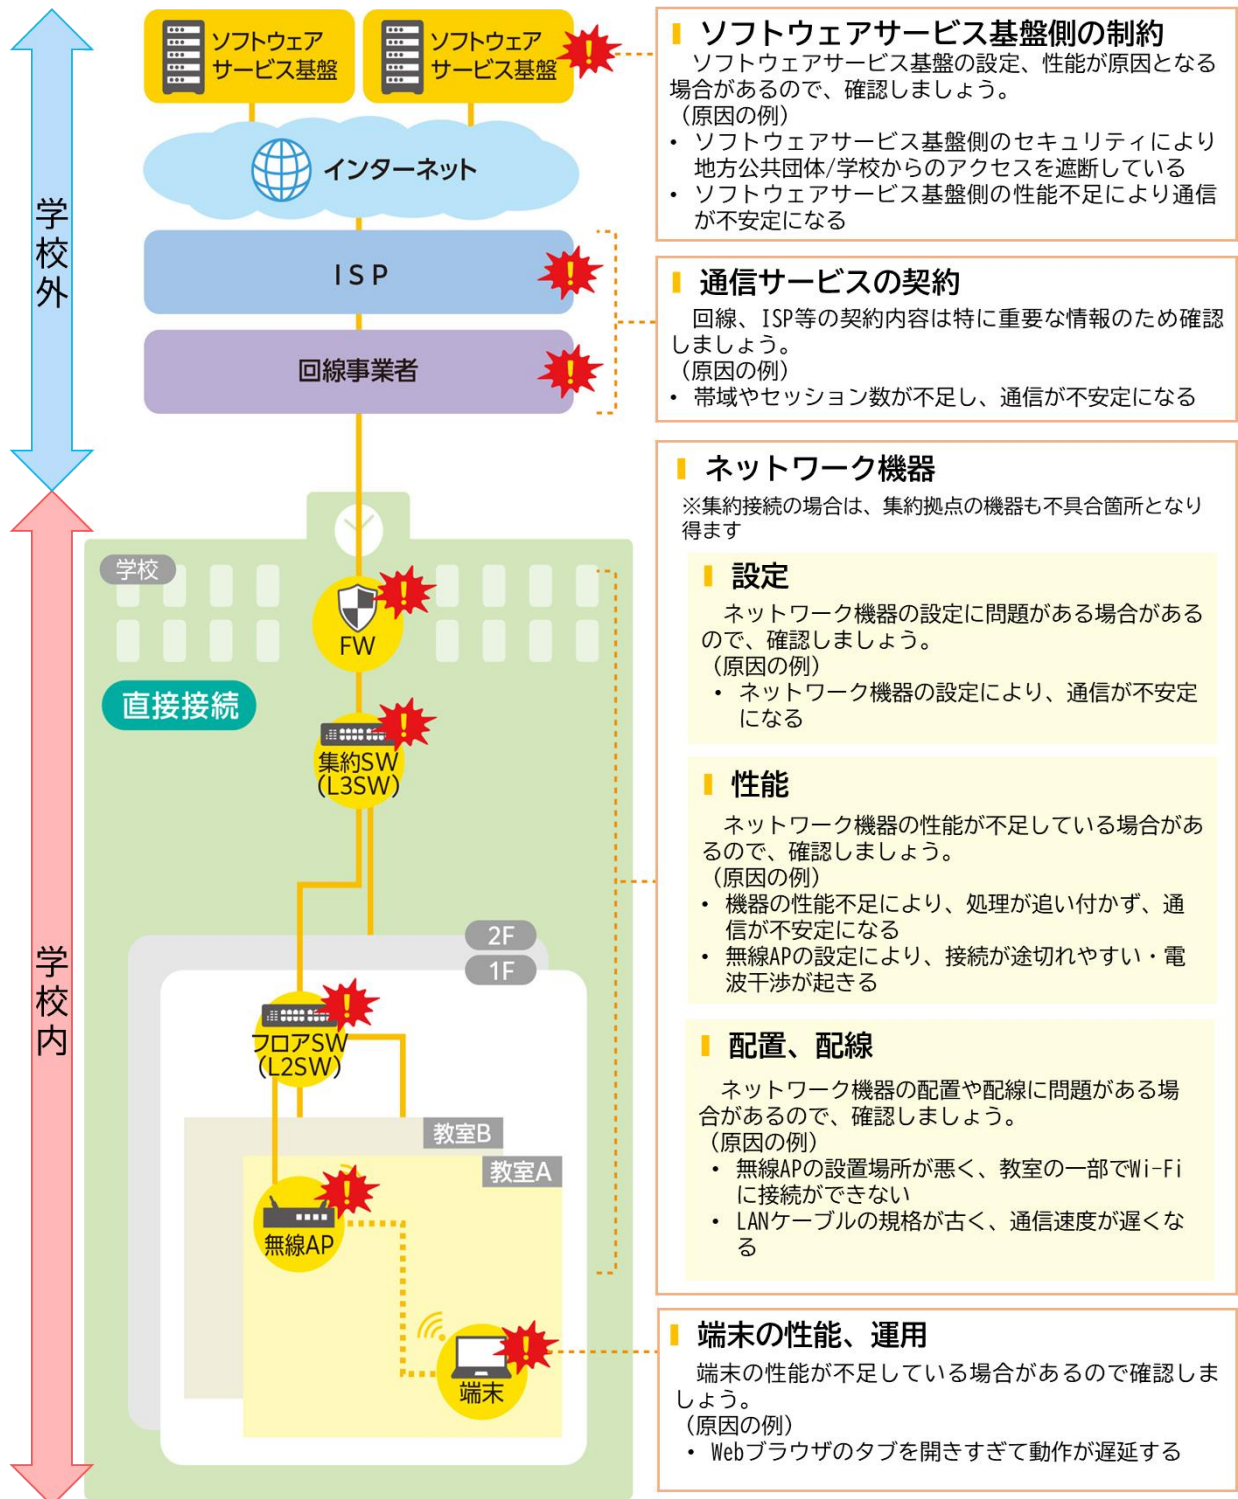 ソフトウェア
サービス基盤
ソフトウェア
サービス基盤
インターネット
ISP
回線事業者
学校外
学校内
学校
FW
直接接続
集約SW
(L3SW)
2F
1F
フロアSW
(L2SW)
教室B
教室A
無線AP
端末
ソフトウェアサービス基盤側の制約
ソフトウェアサービス基盤の設定、性能が原因となる
場合があるので、確認しましょう。
(原因の例)
• ソフトウェアサービス基盤側のセキュリティにより
地方公共団体/学校からのアクセスを遮断している
• ソフトウェアサービス基盤側の性能不足により通信
が不安定になる
通信サービスの契約
回線、ISP等の契約内容は特に重要な情報のため確認
しましょう。
(原因の例)
• 帯域やセッション数が不足し、通信が不安定になる
ネットワーク機器
※集約接続の場合は、集約拠点の機器も不具合箇所となり
得ます
設定
ネットワーク機器の設定に問題がある場合がある
ので、確認しましょう。
(原因の例)
• ネットワーク機器の設定により、通信が不安定
になる
性能
ネットワーク機器の性能が不足している場合があ
るので、確認しましょう。
(原因の例)
• 機器の性能不足により、処理が追い付かず、通
信が不安定になる
• 無線APの設定により、接続が途切れやすい・電
波干渉が起きる
配置、配線
ネットワーク機器の配置や配線に問題がある場
合があるので、確認しましょう。
(原因の例)
• 無線APの設置場所が悪く、教室の一部でWi-Fi
に接続ができない
• LANケーブルの規格が古く、通信速度が遅くな
る
端末の性能、運用
端末の性能が不足している場合があるので確認しま
しょう。
(原因の例)
• Webブラウザのタブを開きすぎて動作が遅延する